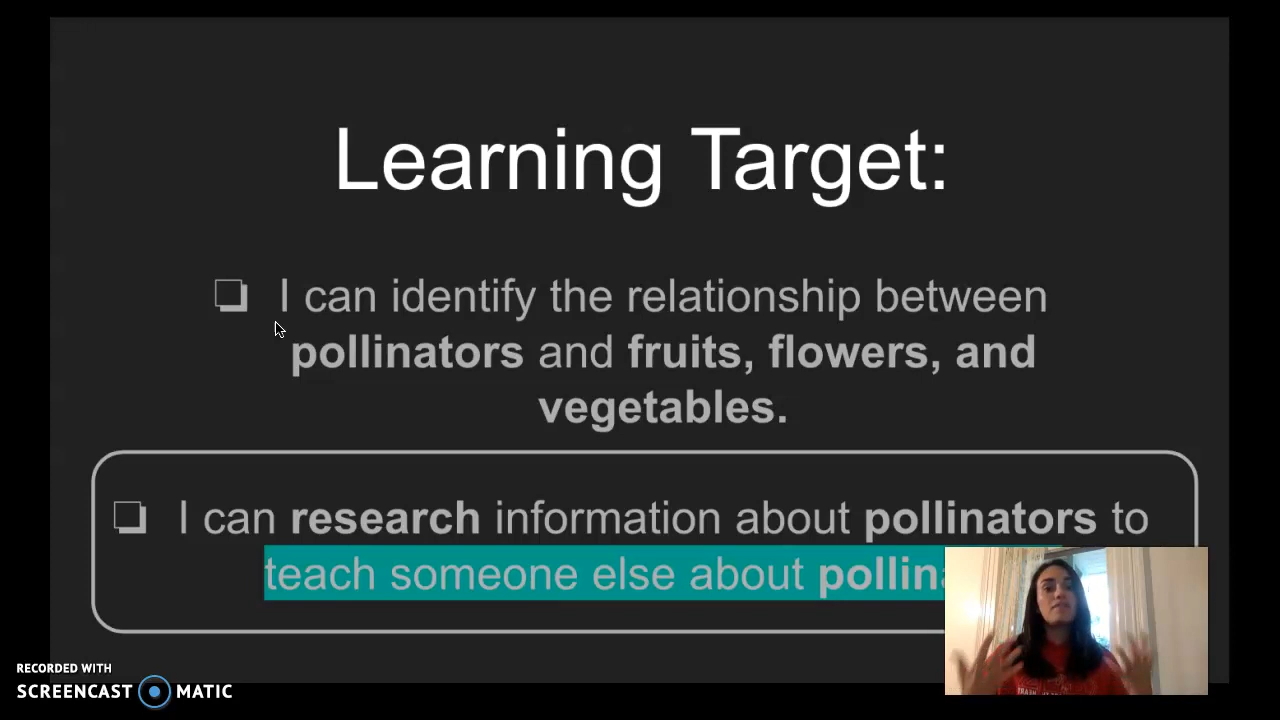 Learning Target:
I can identify the relationship between
pollinators and fruits, flowers, and
vegetables.
I can research information about pollinators to
teach someone else about
RECORDED WITH
SCREENCAST MATIC